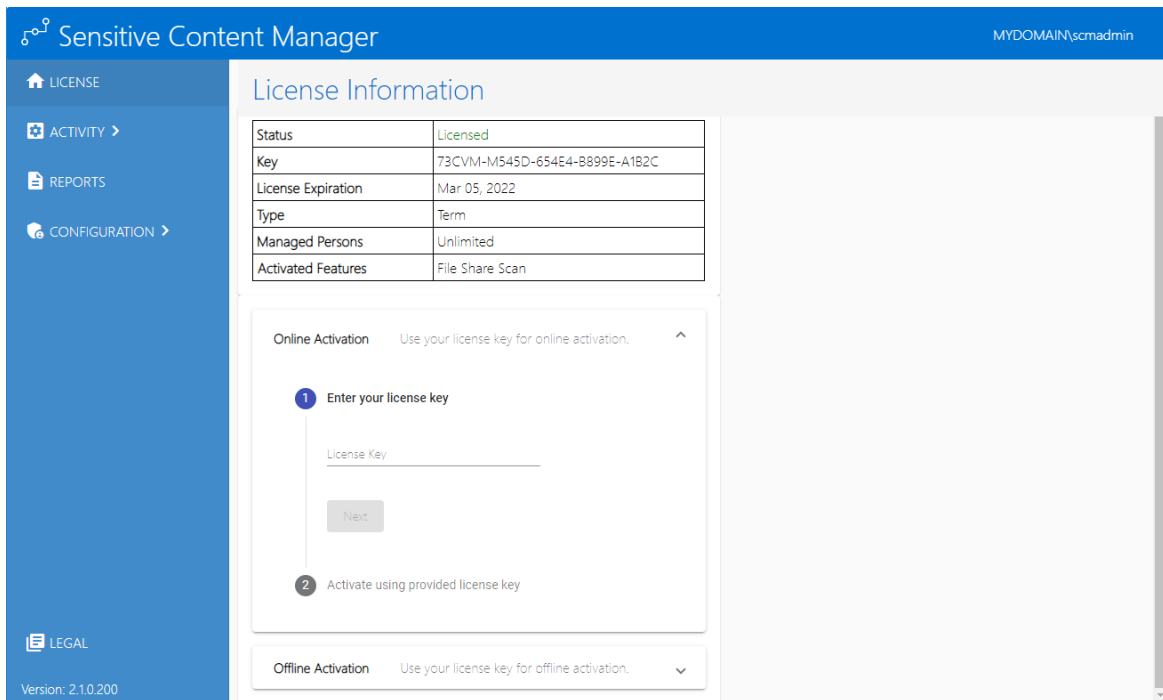 Sensitive Content Manager
MYDOMAIN\scmadmin
LICENSE
ACTIVITY
REPORTS
CONFIGURATION
LEGAL
Version: 2.1.0.200
License Information
Status Licensed
Key 73CVM-M545D-654E4-B899E-A1B2C
License Expiration Mar 05, 2022
Type Term
Managed Persons Unlimited
Activated Features File Share Scan
Online Activation Use your license key for online activation.
1 Enter your license key
License Key
Next
2 Activate using provided license key
Offline Activation Use your license key for offline activation.